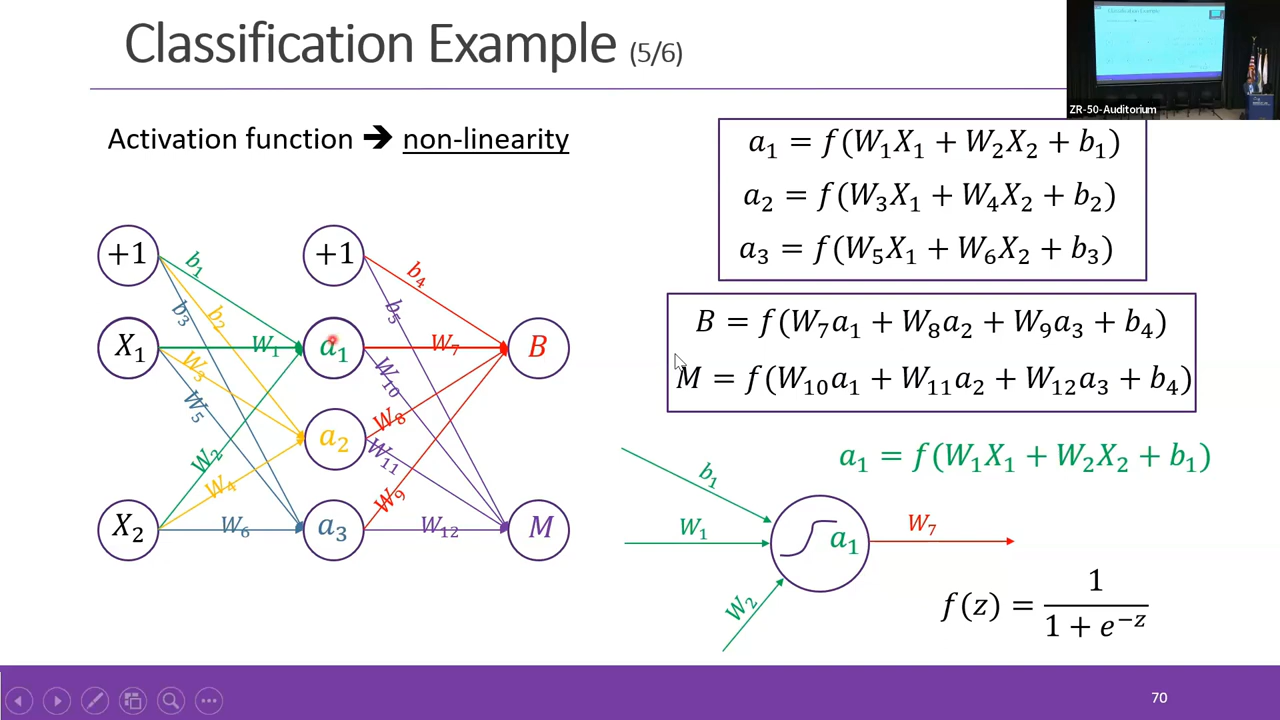 Classification Example (5/6)
ZR-50-Auditorium
Activation function ➔ non-linearity
a₁ = f(W₁X₁ + W₂X₂ + b₁)
a₂ = f(W₃X₁ + W₄X₂ + b₂)
a₃ = f(W₅X₁ + W₆X₂ + b₃)
B = f(W₇a₁ + W₈a₂ + W₉a₃ + b₄)
M = f(W₁₀a₁ + W₁₁a₂ + W₁₂a₃ + b₄)
+1
+1
b₁
b₂
b₃
b₄
b₅
X₁
W₁
a₁
W₇
B
W₃
W₅
W₁₀
a₂
W₈
W₂
W₄
W₁₁
W₉
X₂
W₆
a₃
W₁₂
M
a₁ = f(W₁X₁ + W₂X₂ + b₁)
b₁
W₁
a₁
W₇
W₂
f(z) = 1 / (1 + e⁻ᶻ)
70